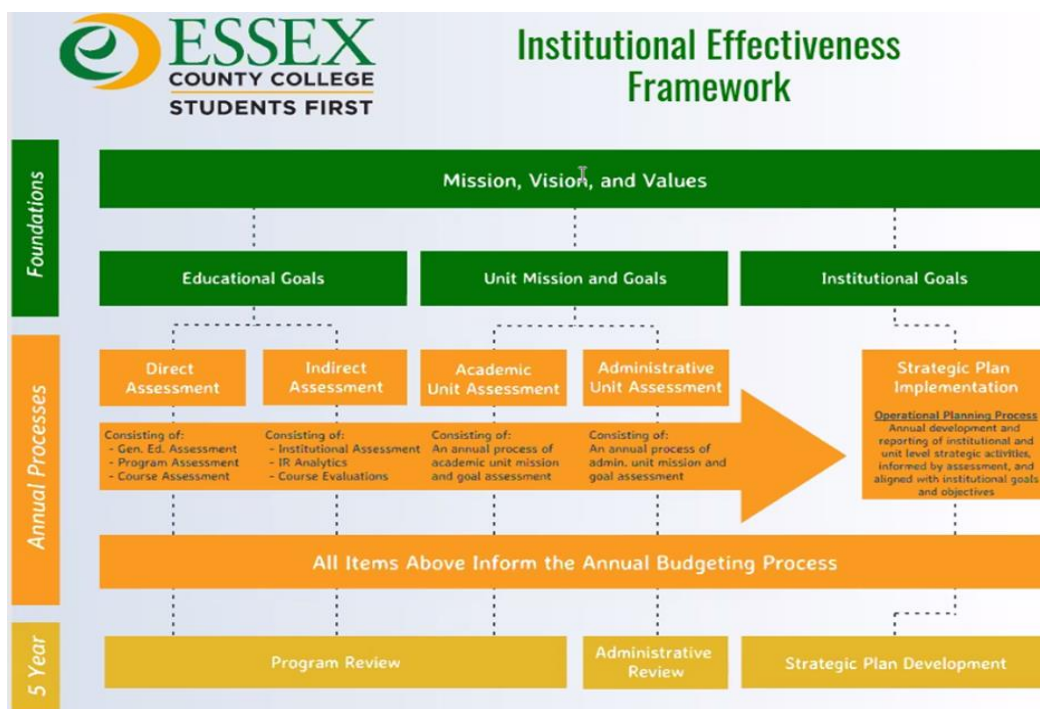 ESSEX
COUNTY COLLEGE
STUDENTS FIRST
Institutional Effectiveness
Framework
Foundations
Mission, Vision, and Values
Educational Goals
Unit Mission and Goals
Institutional Goals
Annual Processes
Direct
Assessment
Indirect
Assessment
Academic
Unit Assessment
Administrative
Unit Assessment
Strategic Plan
Implementation
Consisting of:
- Gen. Ed. Assessment
- Program Assessment
- Course Assessment
Consisting of:
- Institutional Assessment
- IR Analytics
- Course Evaluations
Consisting of:
An annual process of
academic unit mission
and goal assessment
Consisting of:
An annual process of
admin. unit mission and
goal assessment
Operational Planning Process
Annual development and
reporting of institutional and
unit level strategic activities,
informed by assessment, and
aligned with institutional goals
and objectives
All Items Above Inform the Annual Budgeting Process
5 Year
Program Review
Administrative
Review
Strategic Plan Development